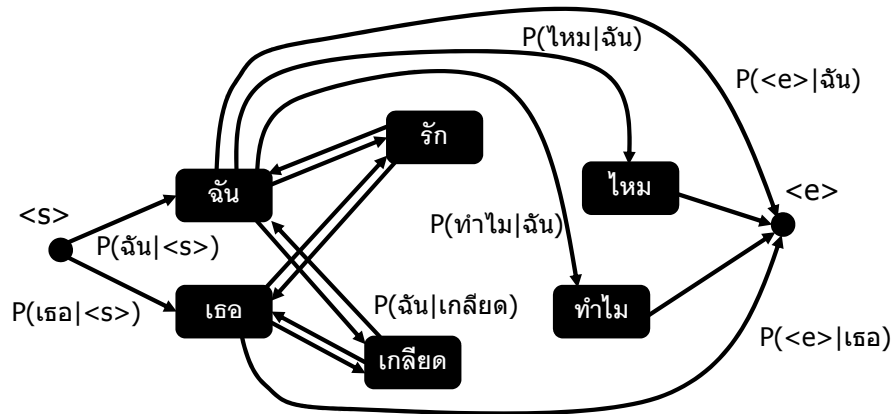 P(ไหม|ฉัน)
P(<e>|ฉัน)
รัก
ฉัน
ไหม
<s>
<e>
P(ฉัน|<s>)
P(ทำไม|ฉัน)
P(เธอ|<s>)
เธอ
P(ฉัน|เกลียด)
ทำไม
P(<e>|เธอ)
เกลียด